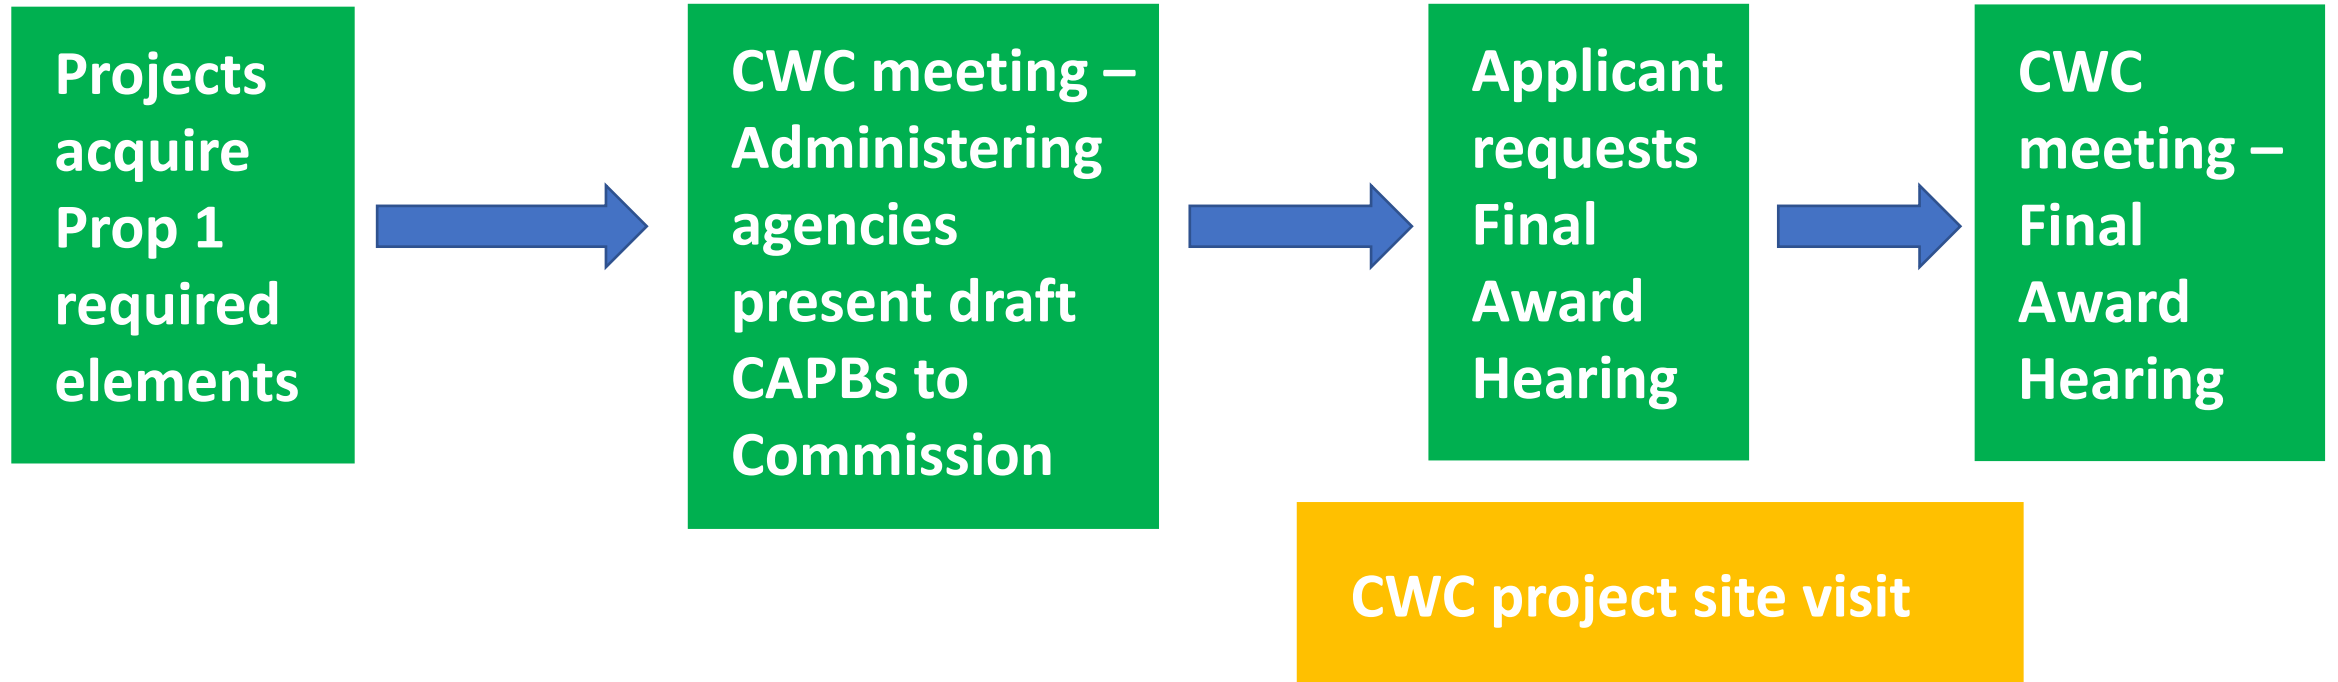 Projects
acquire
Prop 1
required
elements
CWC meeting –
Administering
agencies
present draft
CAPBs to
Commission
Applicant
requests
Final
Award
Hearing
CWC
meeting –
Final
Award
Hearing
CWC project site visit